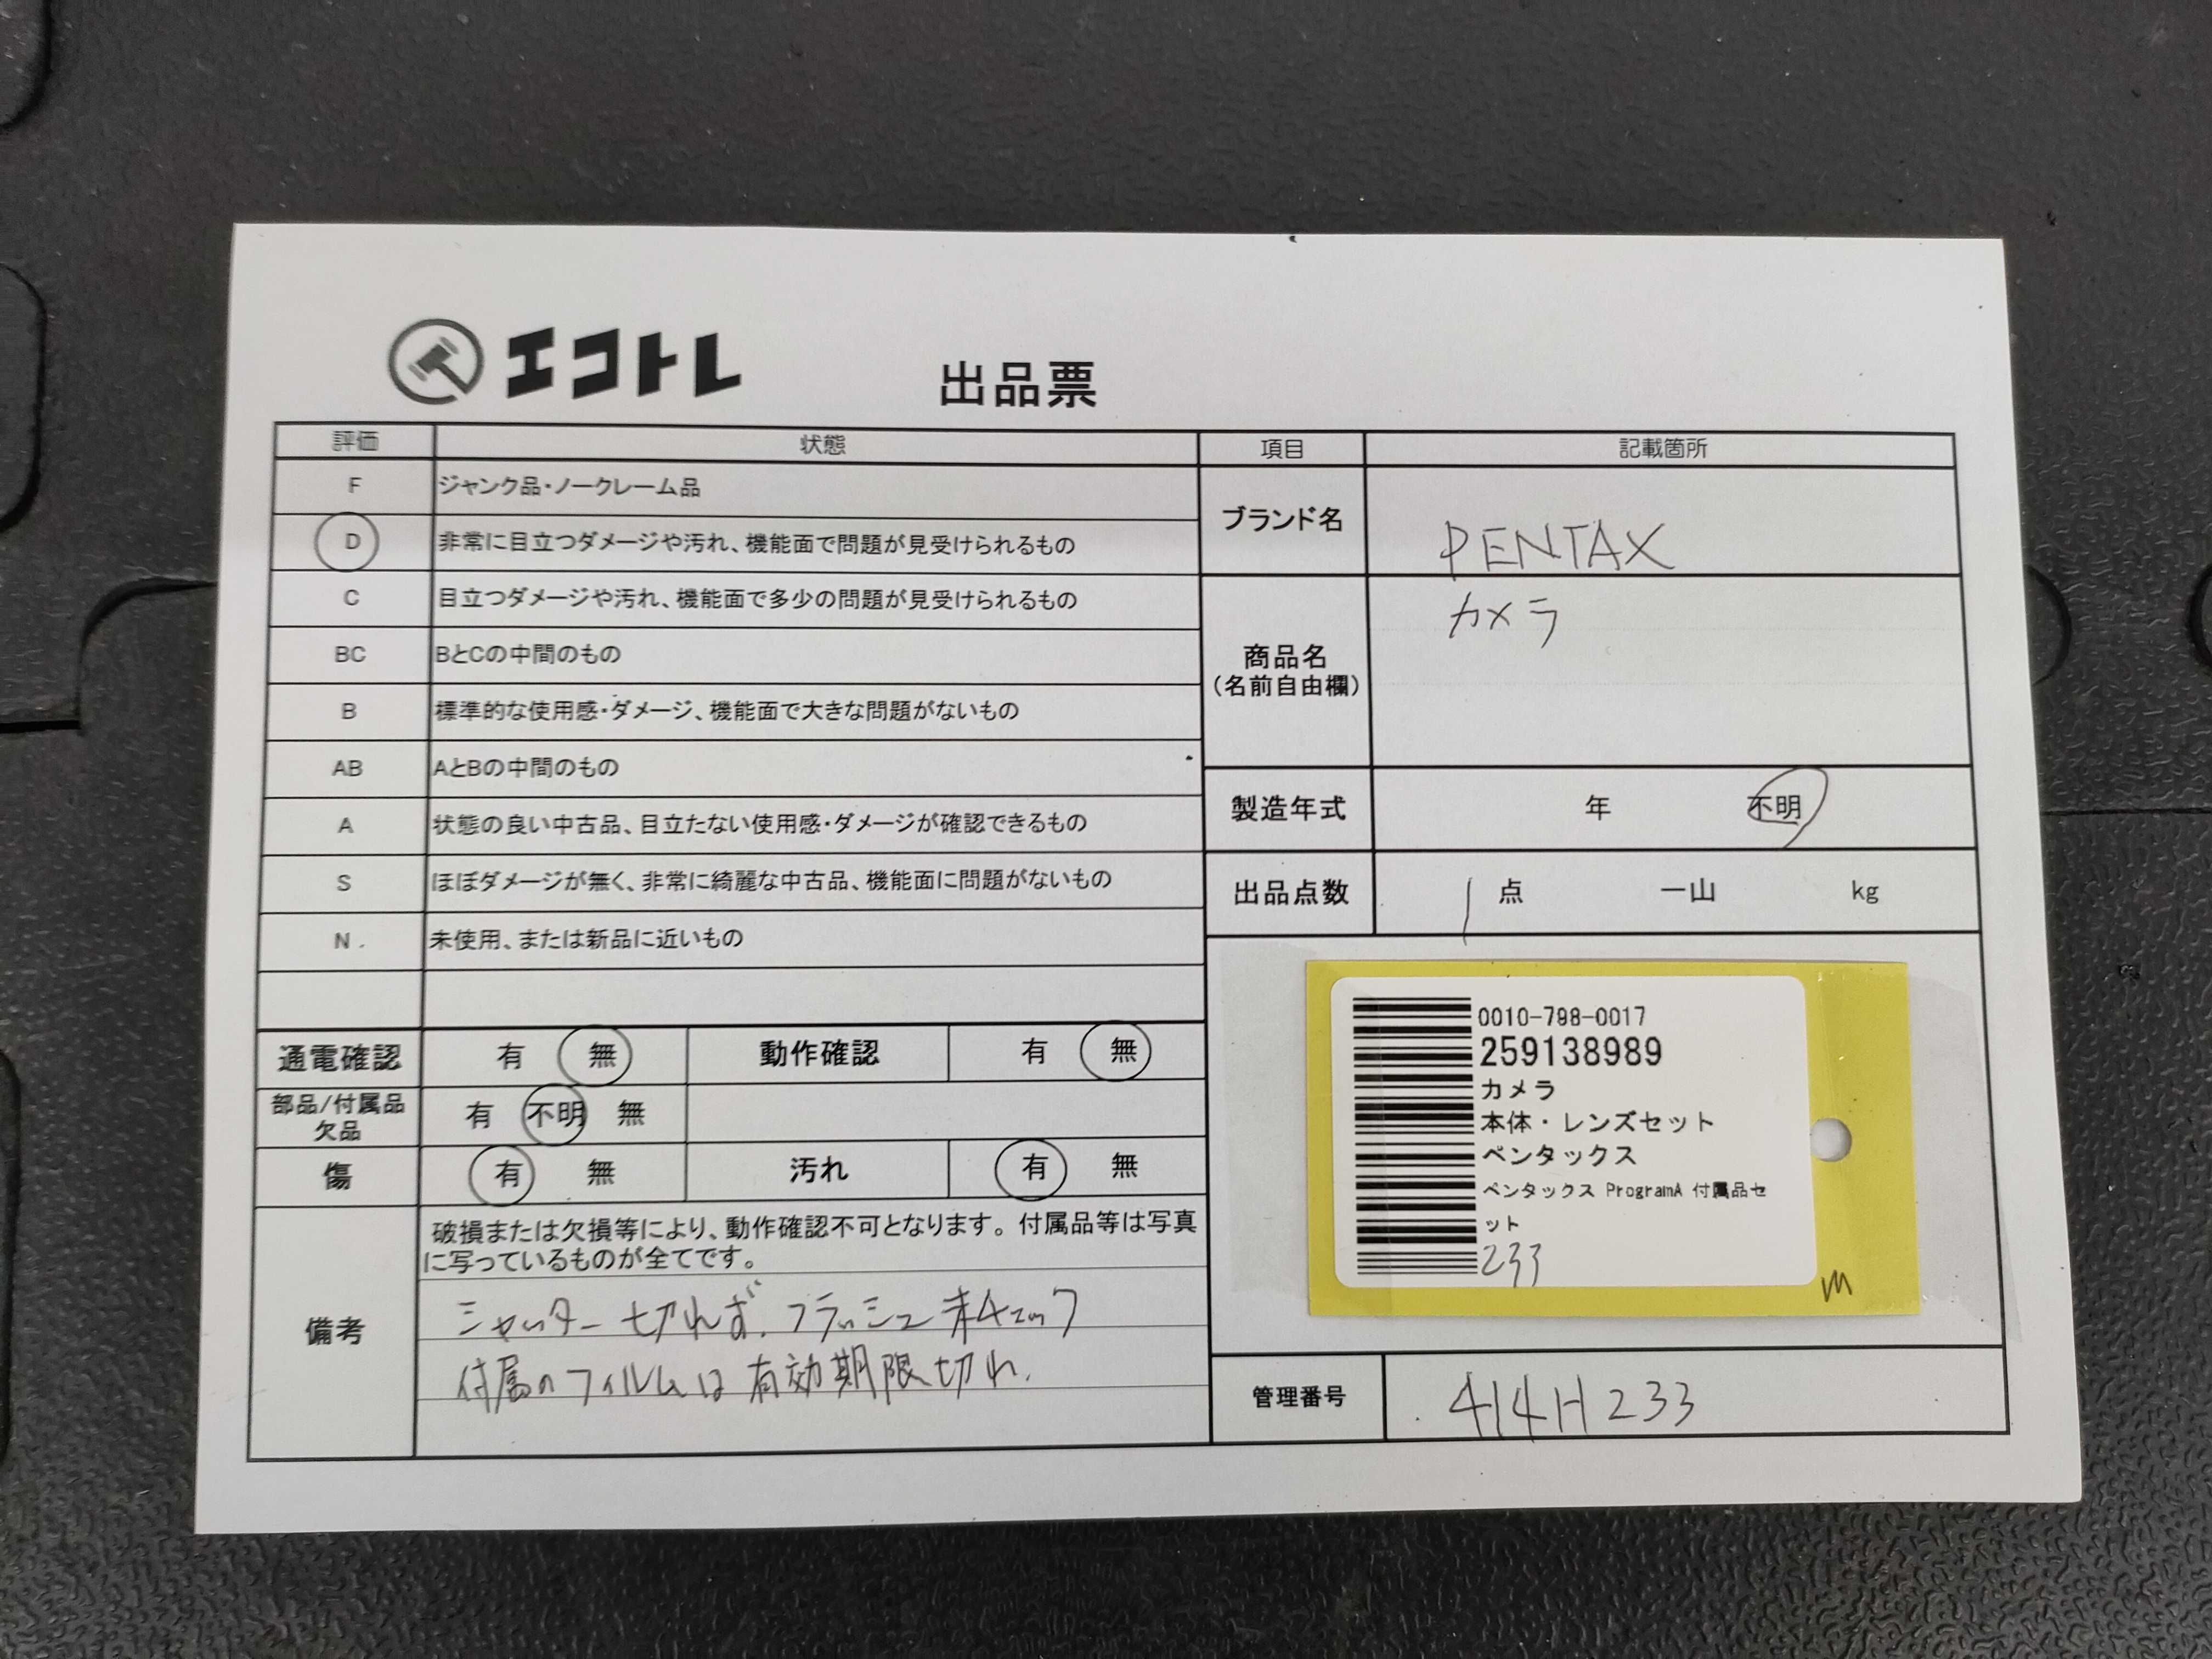 エコトレ
出品票
評価 状態
F ジャンク品・ノークレーム品
D 非常に目立つダメージや汚れ、機能面で問題が見受けられるもの
C 目立つダメージや汚れ、機能面で多少の問題が見受けられるもの
BC BとCの中間のもの
B 標準的な使用感・ダメージ、機能面で大きな問題がないもの
AB AとBの中間のもの
A 状態の良い中古品、目立たない使用感・ダメージが確認できるもの
S ほぼダメージが無く、非常に綺麗な中古品、機能面に問題がないもの
N. 未使用、または新品に近いもの
通電確認 有 無 動作確認 有 無
部品/付属品
欠品
有 不明 無
傷 有 無 汚れ 有 無
備考
破損または欠損等により、動作確認不可となります。付属品等は写真
に写っているものが全てです。
シャッター切れず、フラッシュ未チェック
付属のフィルムは有効期限切れ.
項目 記載箇所
ブランド名 PENTAX
商品名
(名前自由欄)
カメラ
製造年式 年 不明
出品点数 1 点 一山 kg
0010-798-0017
259138989
カメラ
本体・レンズセット
ペンタックス
ペンタックス ProgramA 付属品セ
ット
233
M
管理番号 414H233